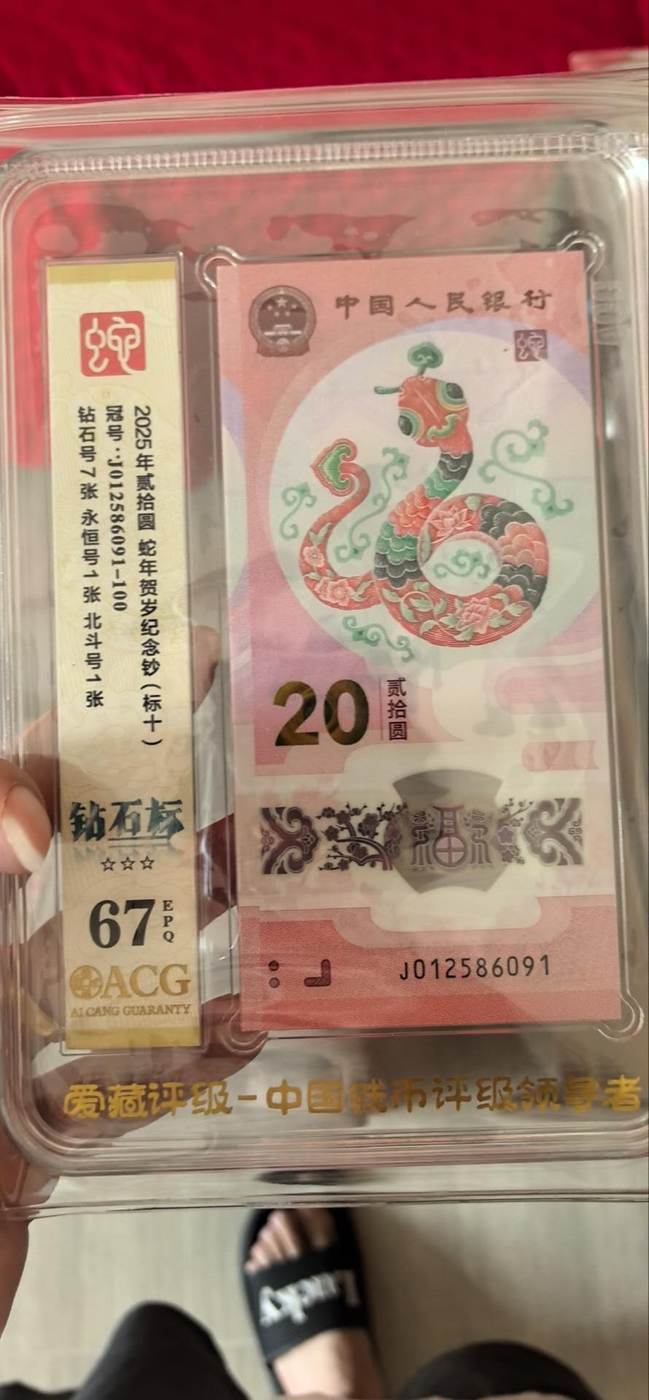 蛇
2025年贰拾圆 蛇年贺岁纪念钞(标十)
冠号:J012586091-100
钻石号7张 永恒号1张 北斗号1张
钻石标
☆☆☆
67 EPQ
ACG
AI CANG GUARANTY
中国人民银行
蛇
20 贰拾圆
福
J012586091
爱藏评级-中国钱币评级领导者
Lucky